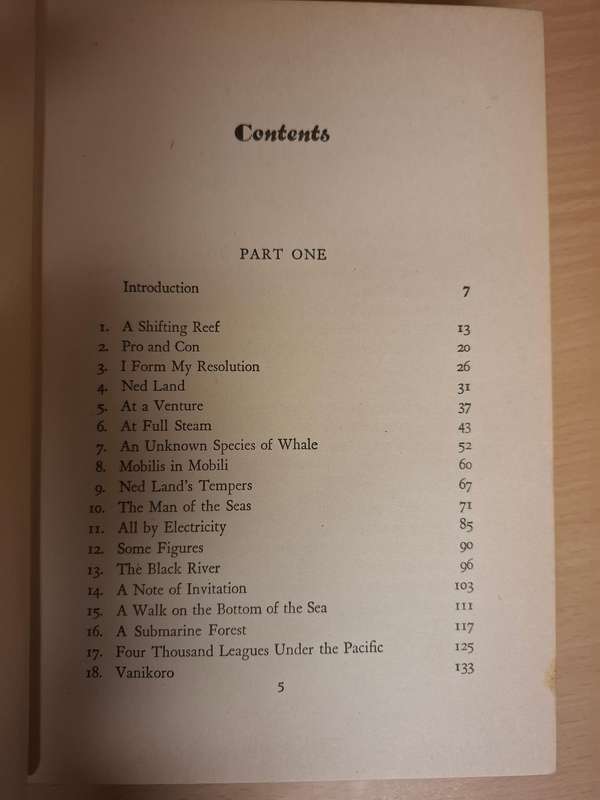 Contents
PART ONE
Introduction 7
1. A Shifting Reef 13
2. Pro and Con 20
3. I Form My Resolution 26
4. Ned Land 31
5. At a Venture 37
6. At Full Steam 43
7. An Unknown Species of Whale 52
8. Mobilis in Mobili 60
9. Ned Land's Tempers 67
10. The Man of the Seas 71
11. All by Electricity 85
12. Some Figures 90
13. The Black River 96
14. A Note of Invitation 103
15. A Walk on the Bottom of the Sea 111
16. A Submarine Forest 117
17. Four Thousand Leagues Under the Pacific 125
18. Vanikoro 133
5